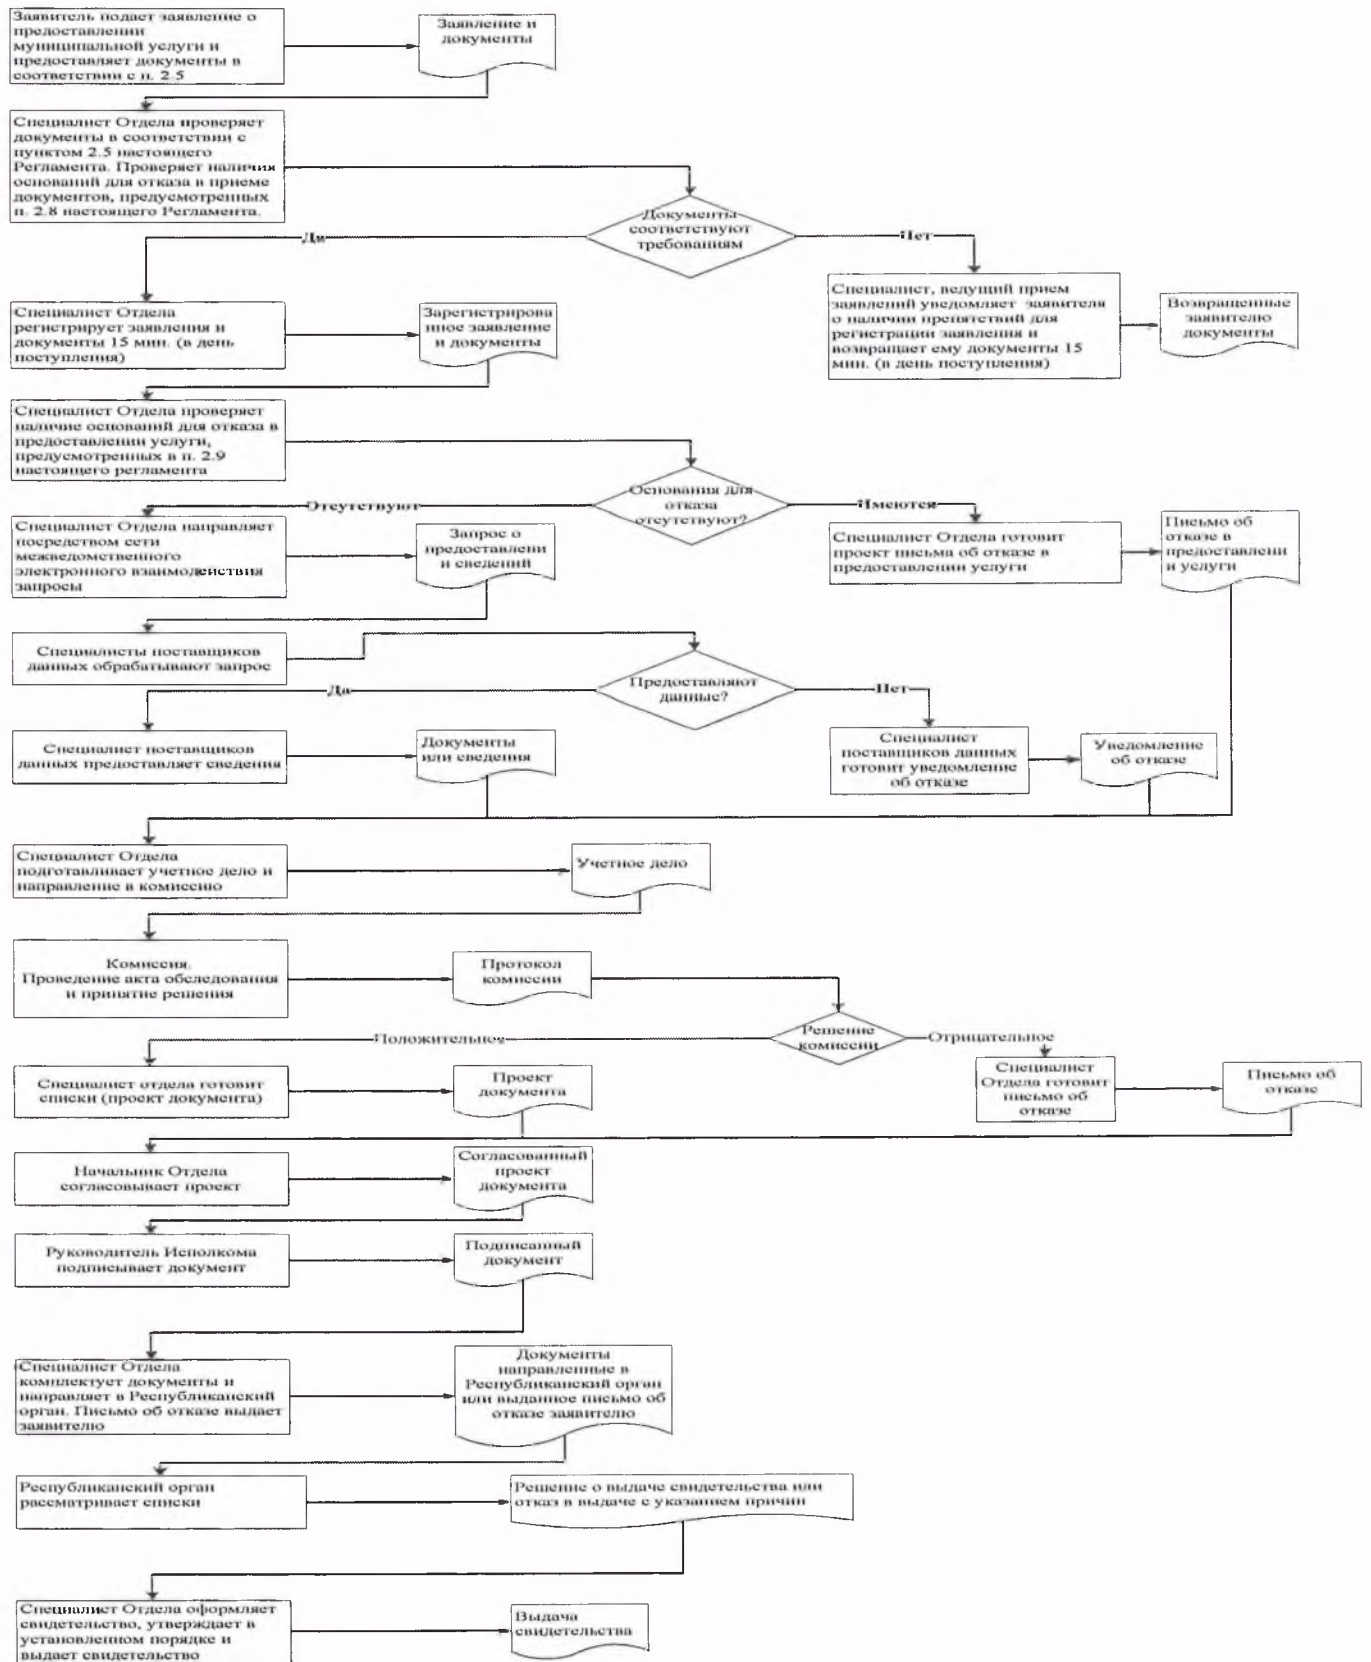 Заявитель подает заявление о
предоставлении
муниципальной услуги и
предоставляет документы в
соответствии с п. 2.5
Заявление и
документы
Специалист Отдела проверяет
документы в соответствии с
пунктом 2.5 настоящего
Регламента. Проверяет наличия
оснований для отказа в приеме
документов, предусмотренных
п. 2.8 настоящего Регламента.
Документы
соответствуют
требованиям
Да
Нет
Специалист Отдела
регистрирует заявления и
документы 15 мин. (в день
поступления)
Зарегистрирова
нное заявление
и документы
Специалист, ведущий прием
заявлений уведомляет заявителя
о наличии препятствий для
регистрации заявления и
возвращает ему документы 15
мин. (в день поступления)
Возвращенные
заявителю
документы
Специалист Отдела проверяет
наличие оснований для отказа в
предоставлении услуги,
предусмотренных в п. 2.9
настоящего регламента
Основания для
отказа
отсутствуют?
Отсутствуют
Имеются
Специалист Отдела направляет
посредством сети
межведомственного
электронного взаимодействия
запросы
Запрос о
предоставлени
и сведений
Специалист Отдела готовит
проект письма об отказе в
предоставлении услуги
Письмо об
отказе в
предоставлени
и услуги
Специалисты поставщиков
данных обрабатывают запрос
Предоставляют
данные?
Да
Нет
Специалист поставщиков
данных предоставляет сведения
Документы
или сведения
Специалист
поставщиков данных
готовит уведомление
об отказе
Уведомление
об отказе
Специалист Отдела
подготавливает учетное дело и
направление в комиссию
Учетное дело
Комиссия.
Проведение акта обследования
и принятие решения
Протокол
комиссии
Решение
комиссии
Положительное
Отрицательное
Специалист отдела готовит
списки (проект документа)
Проект
документа
Специалист
Отдела готовит
письмо об
отказе
Письмо об
отказе
Начальник Отдела
согласовывает проект
Согласованный
проект
документа
Руководитель Исполкома
подписывает документ
Подписанный
документ
Специалист Отдела
комплектует документы и
направляет в Республиканский
орган. Письмо об отказе выдает
заявителю
Документы
направленные в
Республиканский орган
или выданное письмо об
отказе заявителю
Республиканский орган
рассматривает списки
Решение о выдаче свидетельства или
отказ в выдаче с указанием причин
Специалист Отдела оформляет
свидетельство, утверждает в
установленном порядке и
выдает свидетельство
Выдача
свидетельства